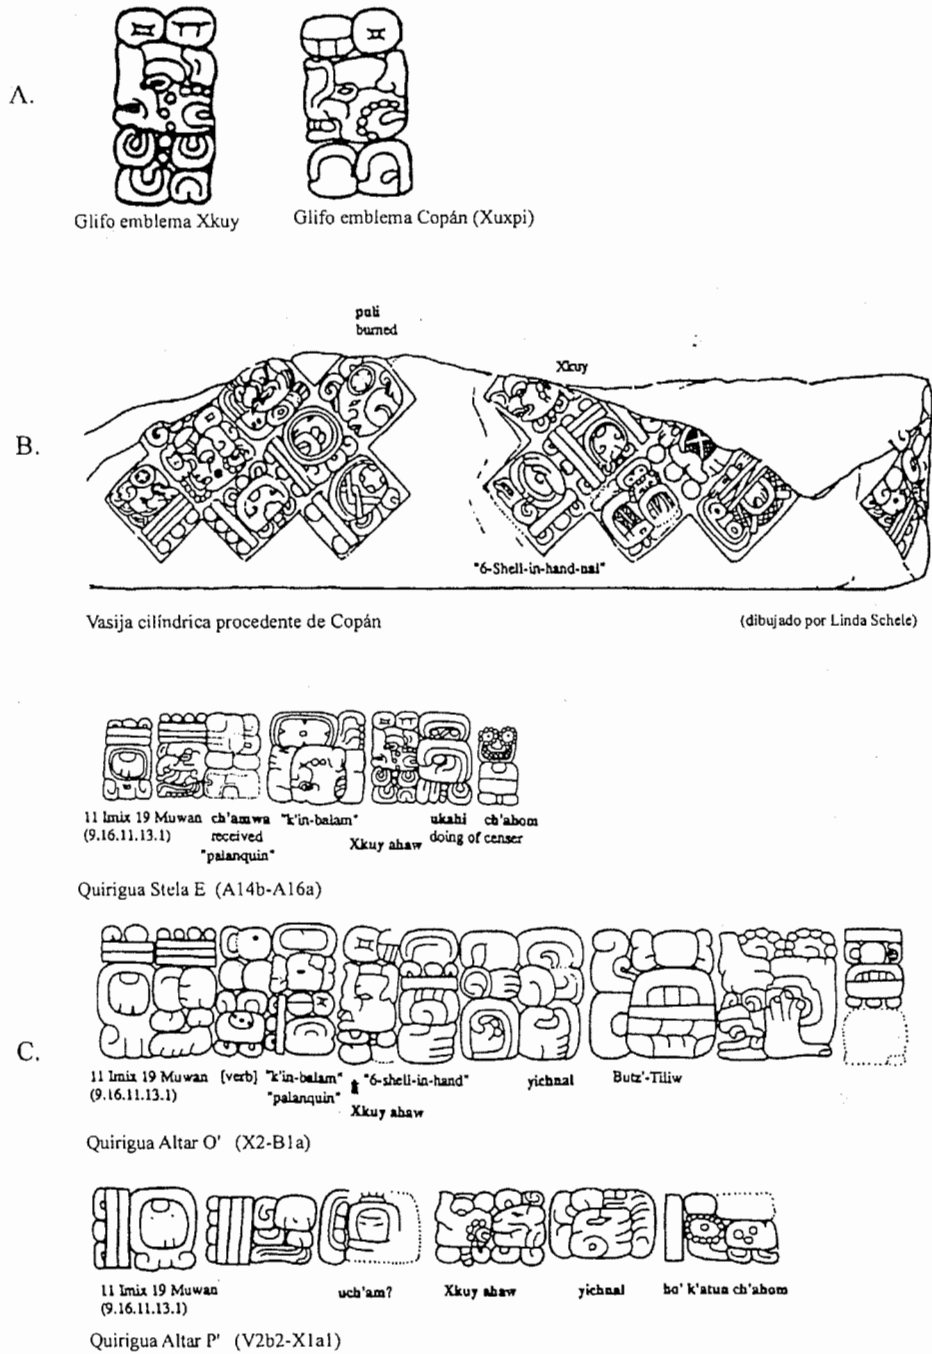 A.
Glifo emblema Xkuy
Glifo emblema Copán (Xuxpi)
B.
puli
burned
Xkuy
"6-Shell-in-hand-nal"
Vasija cilíndrica procedente de Copán
(dibujado por Linda Schele)
C.
11 Imix 19 Muwan ch'amwa "k'in-balam" ukahi ch'ahom
(9.16.11.13.1) received Xkuy ahaw doing of censer
"palanquin"
Quirigua Stela E (A14b-A16a)
11 Imix 19 Muwan [verb] "k'in-balam" "6-shell-in-hand" yichnal Butz'-Tiliw
(9.16.11.13.1) "palanquin"
Xkuy ahaw
Quirigua Altar O' (X2-B1a)
11 Imix 19 Muwan uch'am? Xkuy ahaw yichnal ho' k'atun ch'ahom
(9.16.11.13.1)
Quirigua Altar P' (V2b2-X1a1)